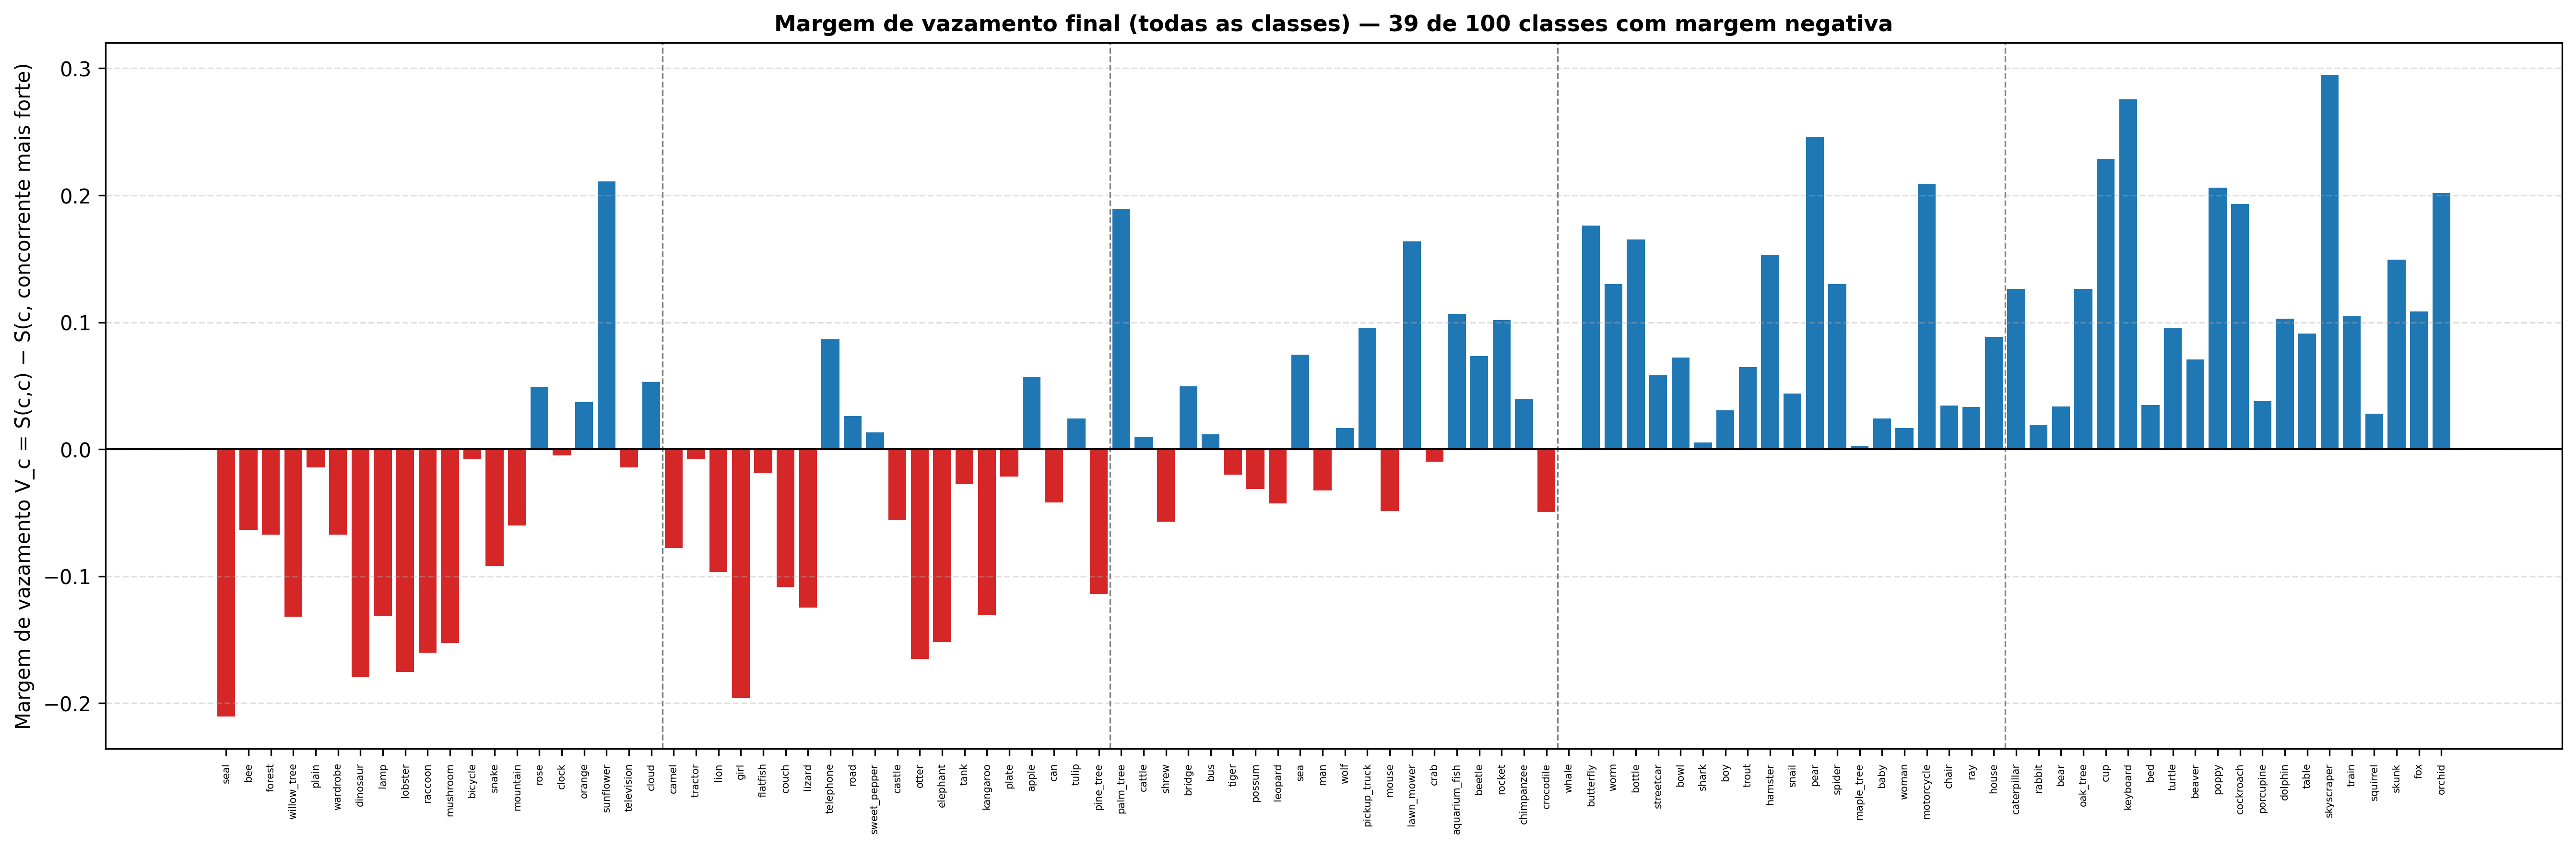 Margem de vazamento final (todas as classes) — 39 de 100 classes com margem negativa
Margem de vazamento V_c = S(c,c) − S(c, concorrente mais forte)
0.3
0.2
0.1
0.0
−0.1
−0.2
seal
bee
forest
willow_tree
plain
wardrobe
dinosaur
lamp
lobster
raccoon
mushroom
bicycle
snake
mountain
rose
clock
orange
sunflower
television
cloud
camel
tractor
lion
girl
flatfish
couch
lizard
telephone
road
sweet_pepper
castle
otter
elephant
tank
kangaroo
plate
apple
can
tulip
pine_tree
palm_tree
cattle
shrew
bridge
bus
tiger
possum
leopard
sea
man
wolf
pickup_truck
mouse
lawn_mower
crab
aquarium_fish
beetle
rocket
chimpanzee
crocodile
whale
butterfly
worm
bottle
streetcar
bowl
shark
boy
trout
hamster
snail
pear
spider
maple_tree
baby
woman
motorcycle
chair
ray
house
caterpillar
rabbit
bear
oak_tree
cup
keyboard
bed
turtle
beaver
poppy
cockroach
porcupine
dolphin
table
skyscraper
train
squirrel
skunk
fox
orchid